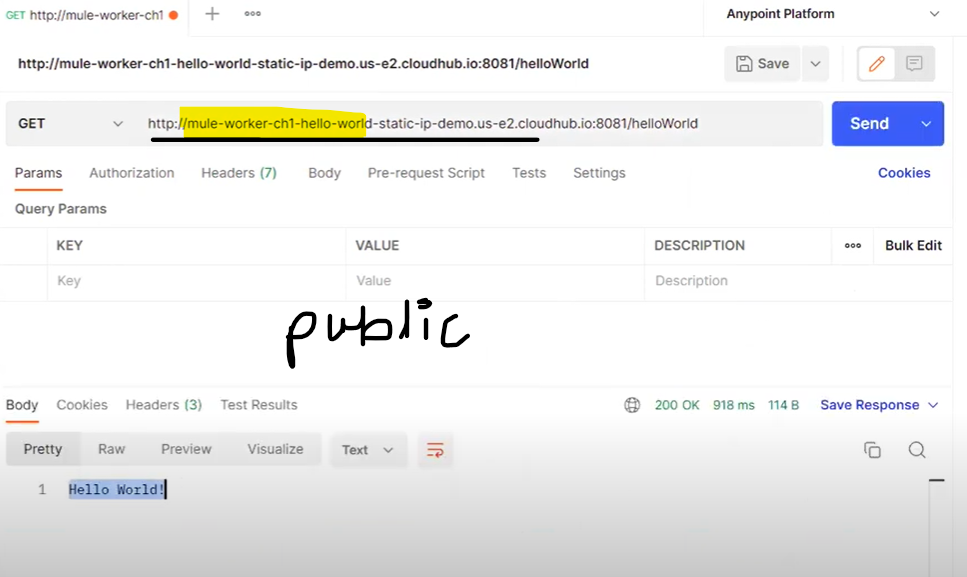 GET http://mule-worker-ch1
Anypoint Platform
http://mule-worker-ch1-hello-world-static-ip-demo.us-e2.cloudhub.io:8081/helloWorld
Save
GET http://mule-worker-ch1-hello-world-static-ip-demo.us-e2.cloudhub.io:8081/helloWorld Send
Params Authorization Headers (7) Body Pre-request Script Tests Settings Cookies
Query Params
KEY VALUE DESCRIPTION Bulk Edit
Key Value Description
public
Body Cookies Headers (3) Test Results 200 OK 918 ms 114 B Save Response
Pretty Raw Preview Visualize Text
1 Hello World!